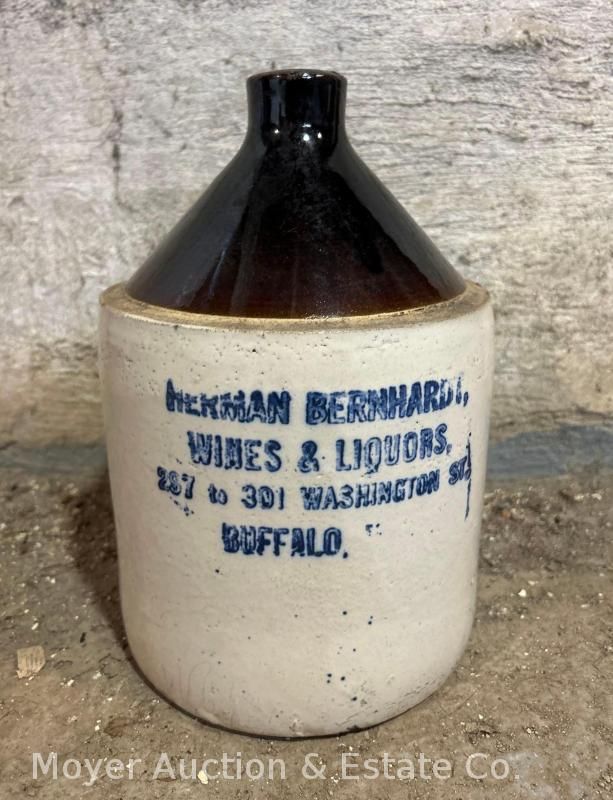 HERMAN BERNHARDT,
WINES & LIQUORS,
297 to 301 WASHINGTON ST.
BUFFALO,
Moyer Auction & Estate Co.